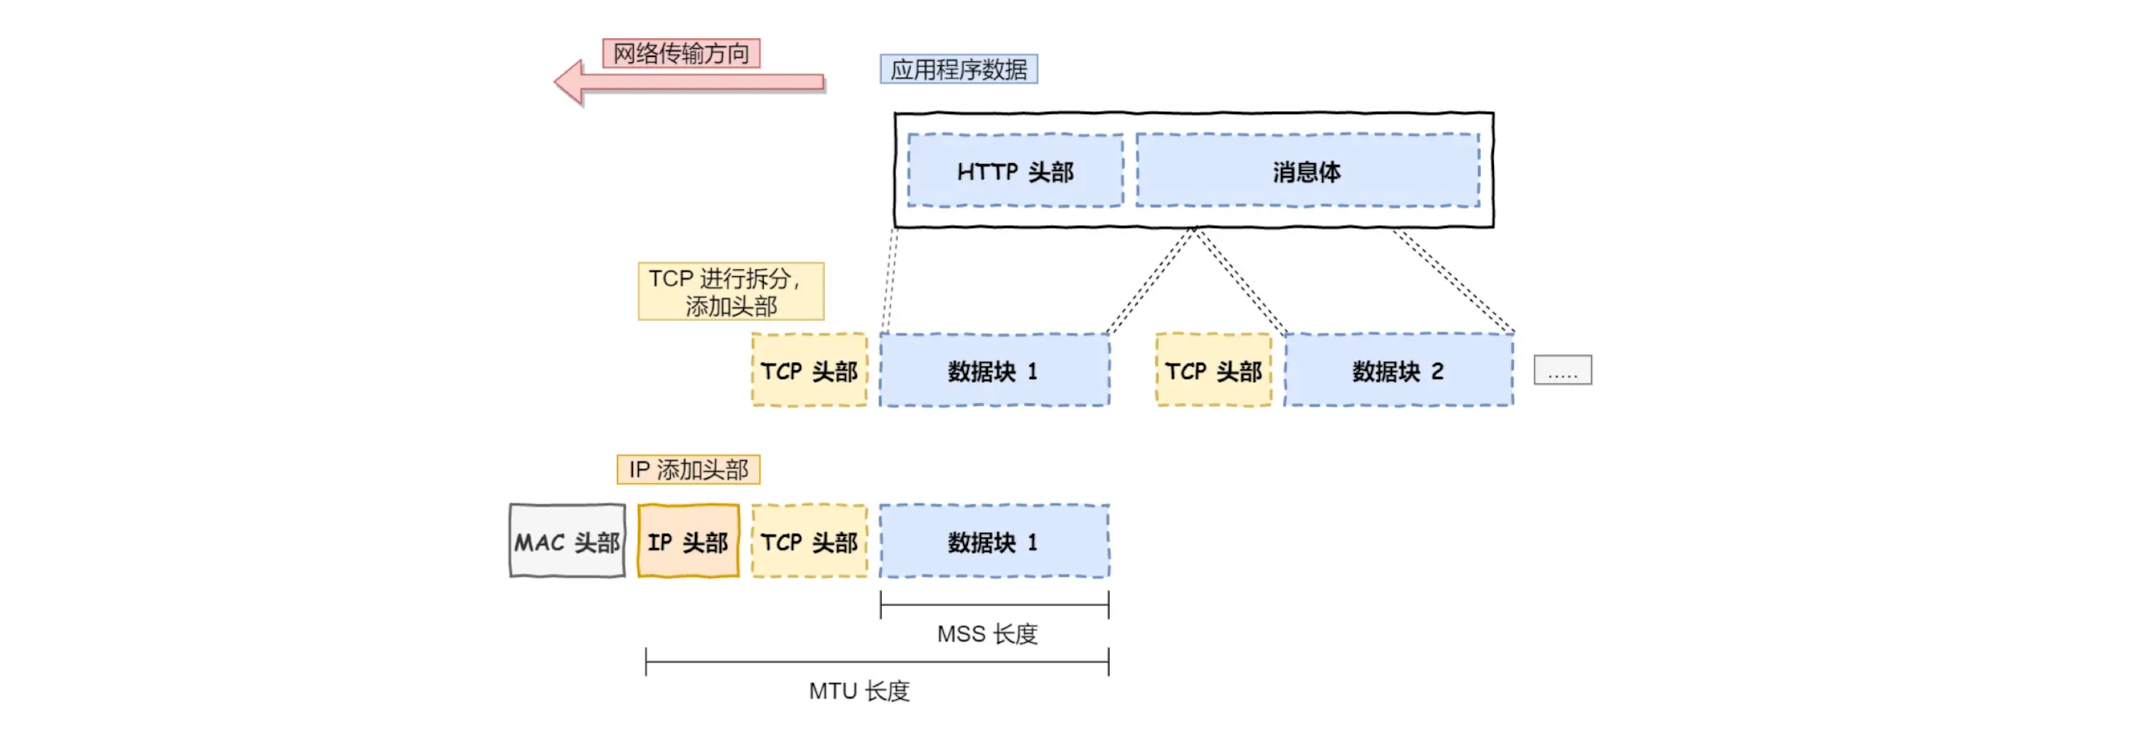 网络传输方向
应用程序数据
HTTP 头部
消息体
TCP 进行拆分,
添加头部
TCP 头部
数据块 1
TCP 头部
数据块 2
.....
IP 添加头部
MAC 头部
IP 头部
TCP 头部
数据块 1
MSS 长度
MTU 长度